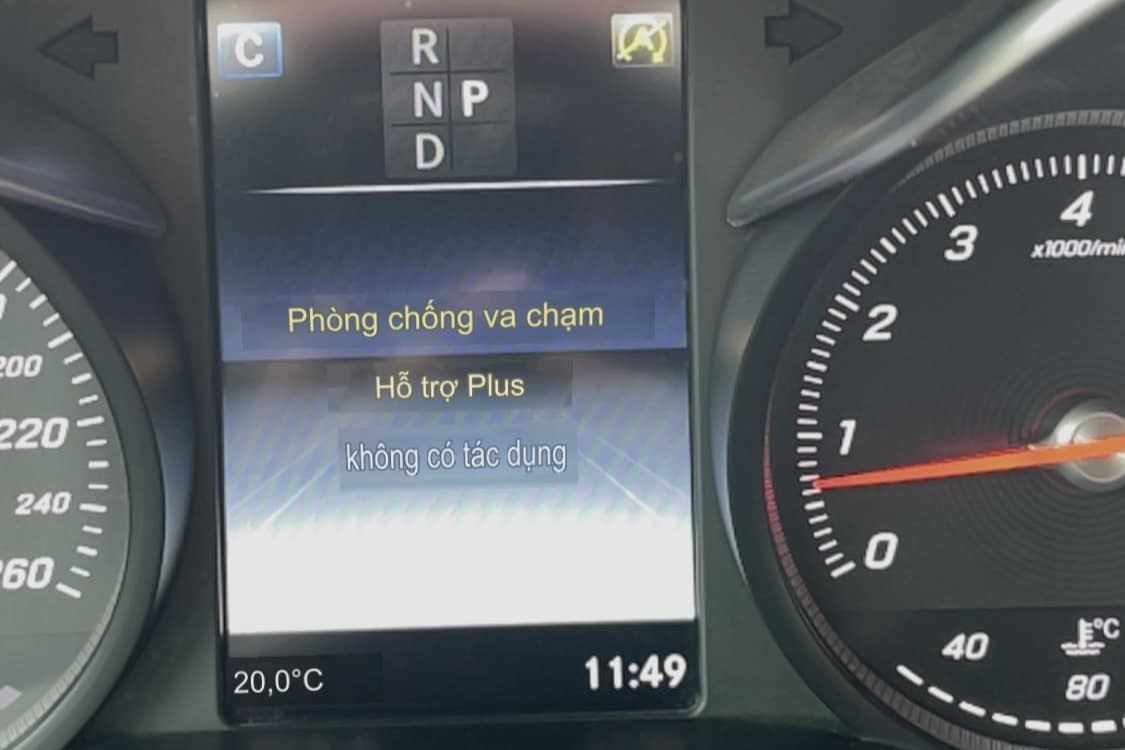 C
R
N P
D
A
Phòng chống va chạm
Hỗ trợ Plus
không có tác dụng
20,0°C
11:49
200
220
240
260
4
3
x1000/min
2
1
0
°C
40
80